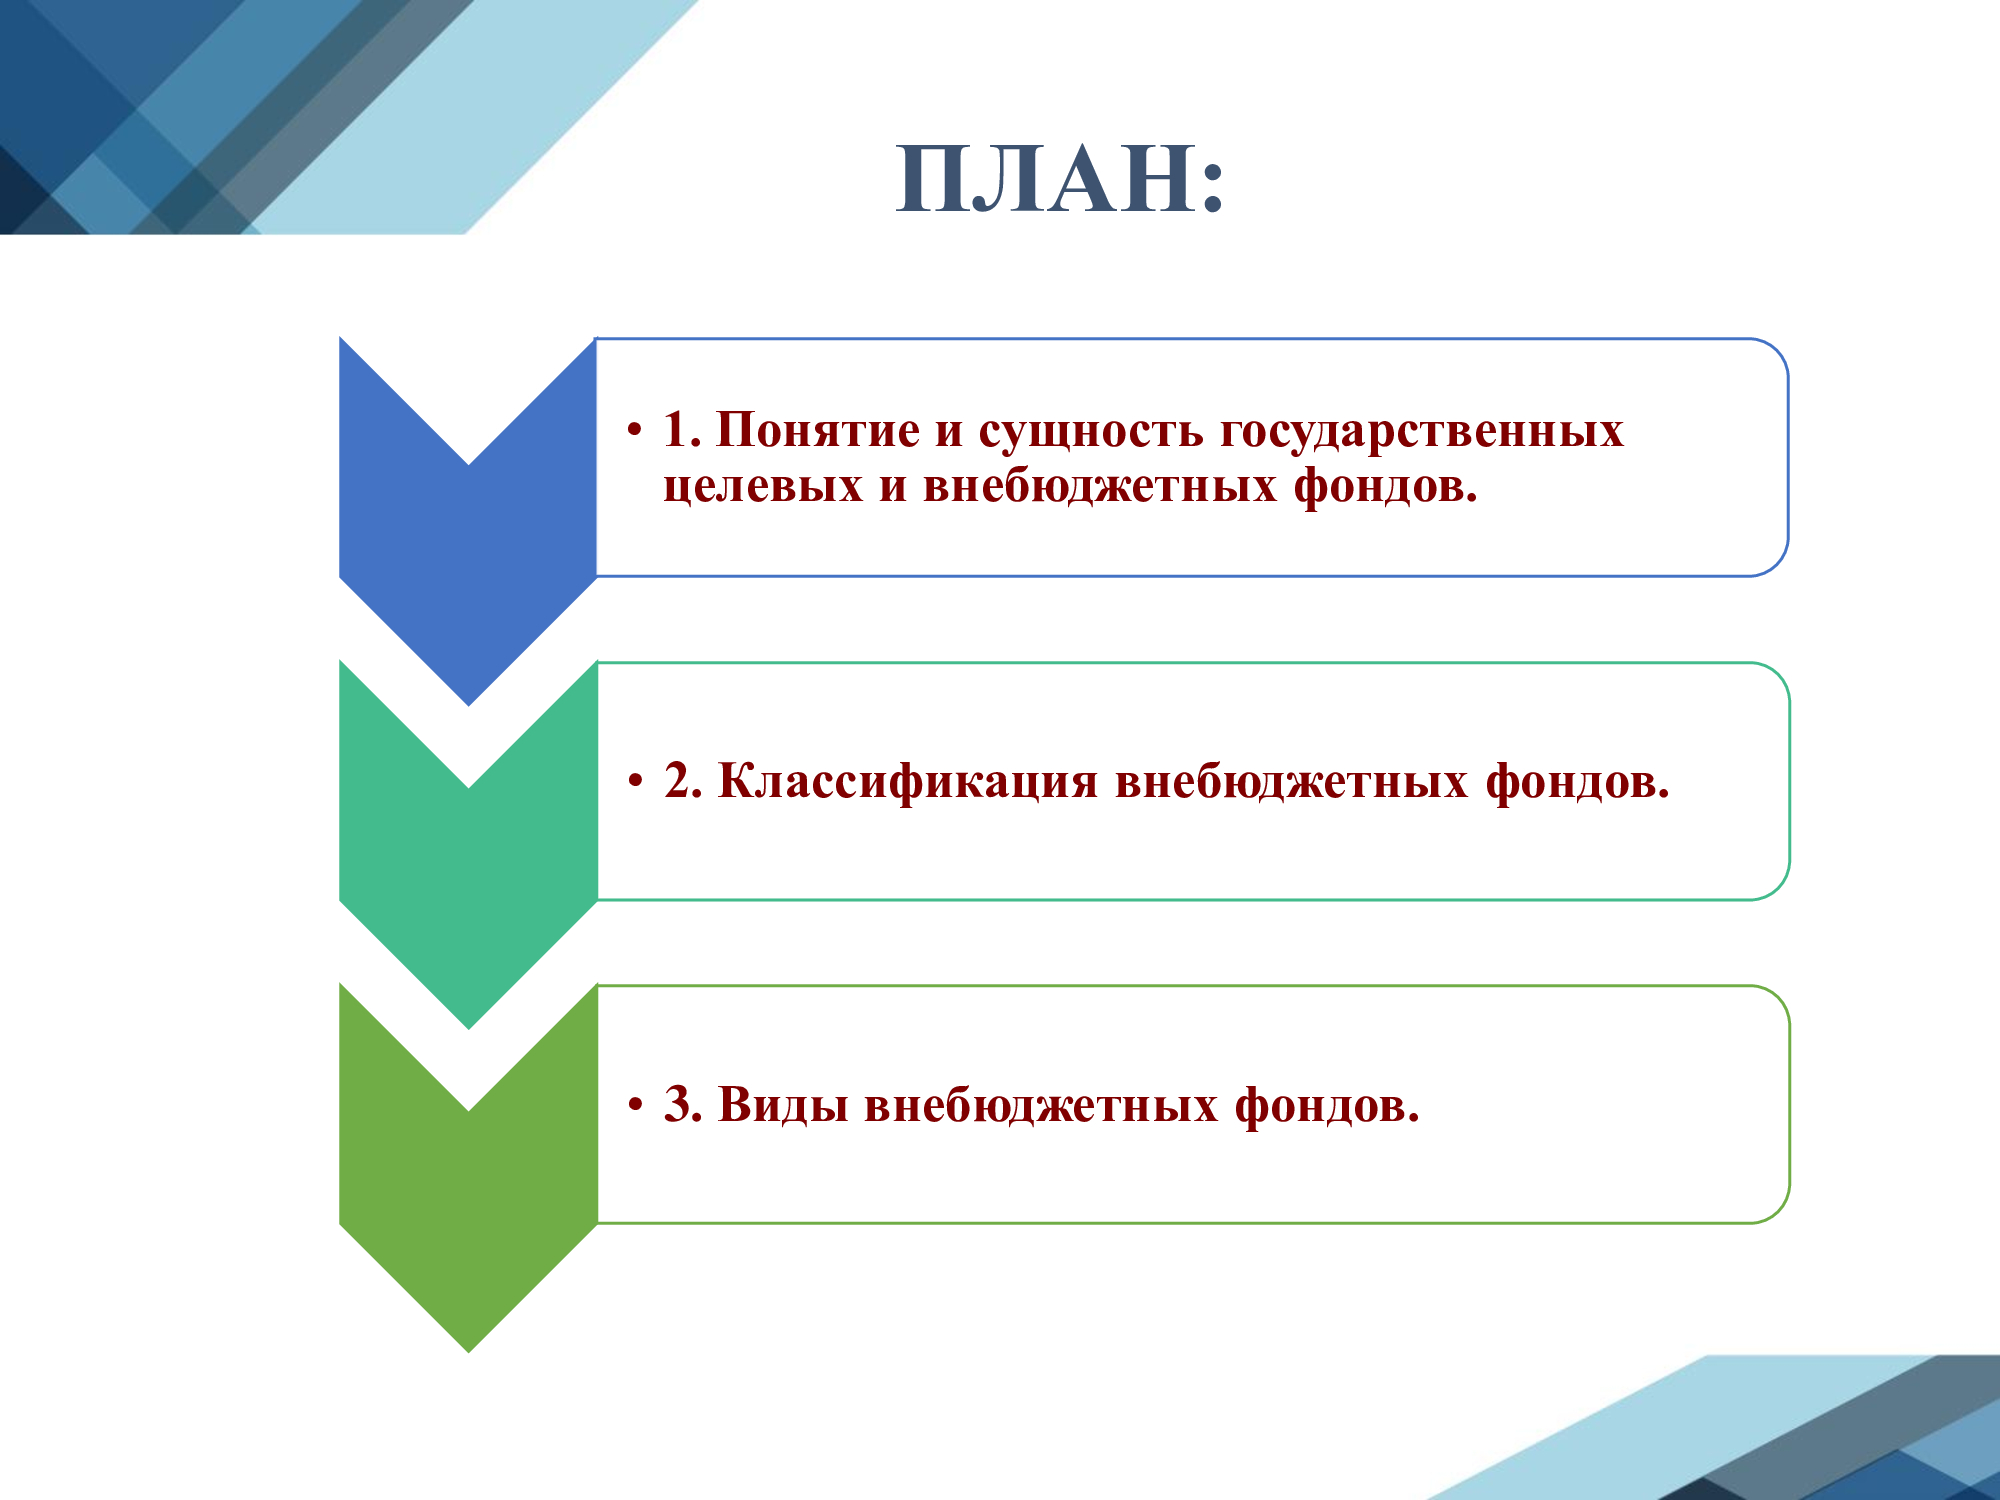 ПЛАН:
• 1. Понятие и сущность государственных
целевых и внебюджетных фондов.
• 2. Классификация внебюджетных фондов.
• 3. Виды внебюджетных фондов.